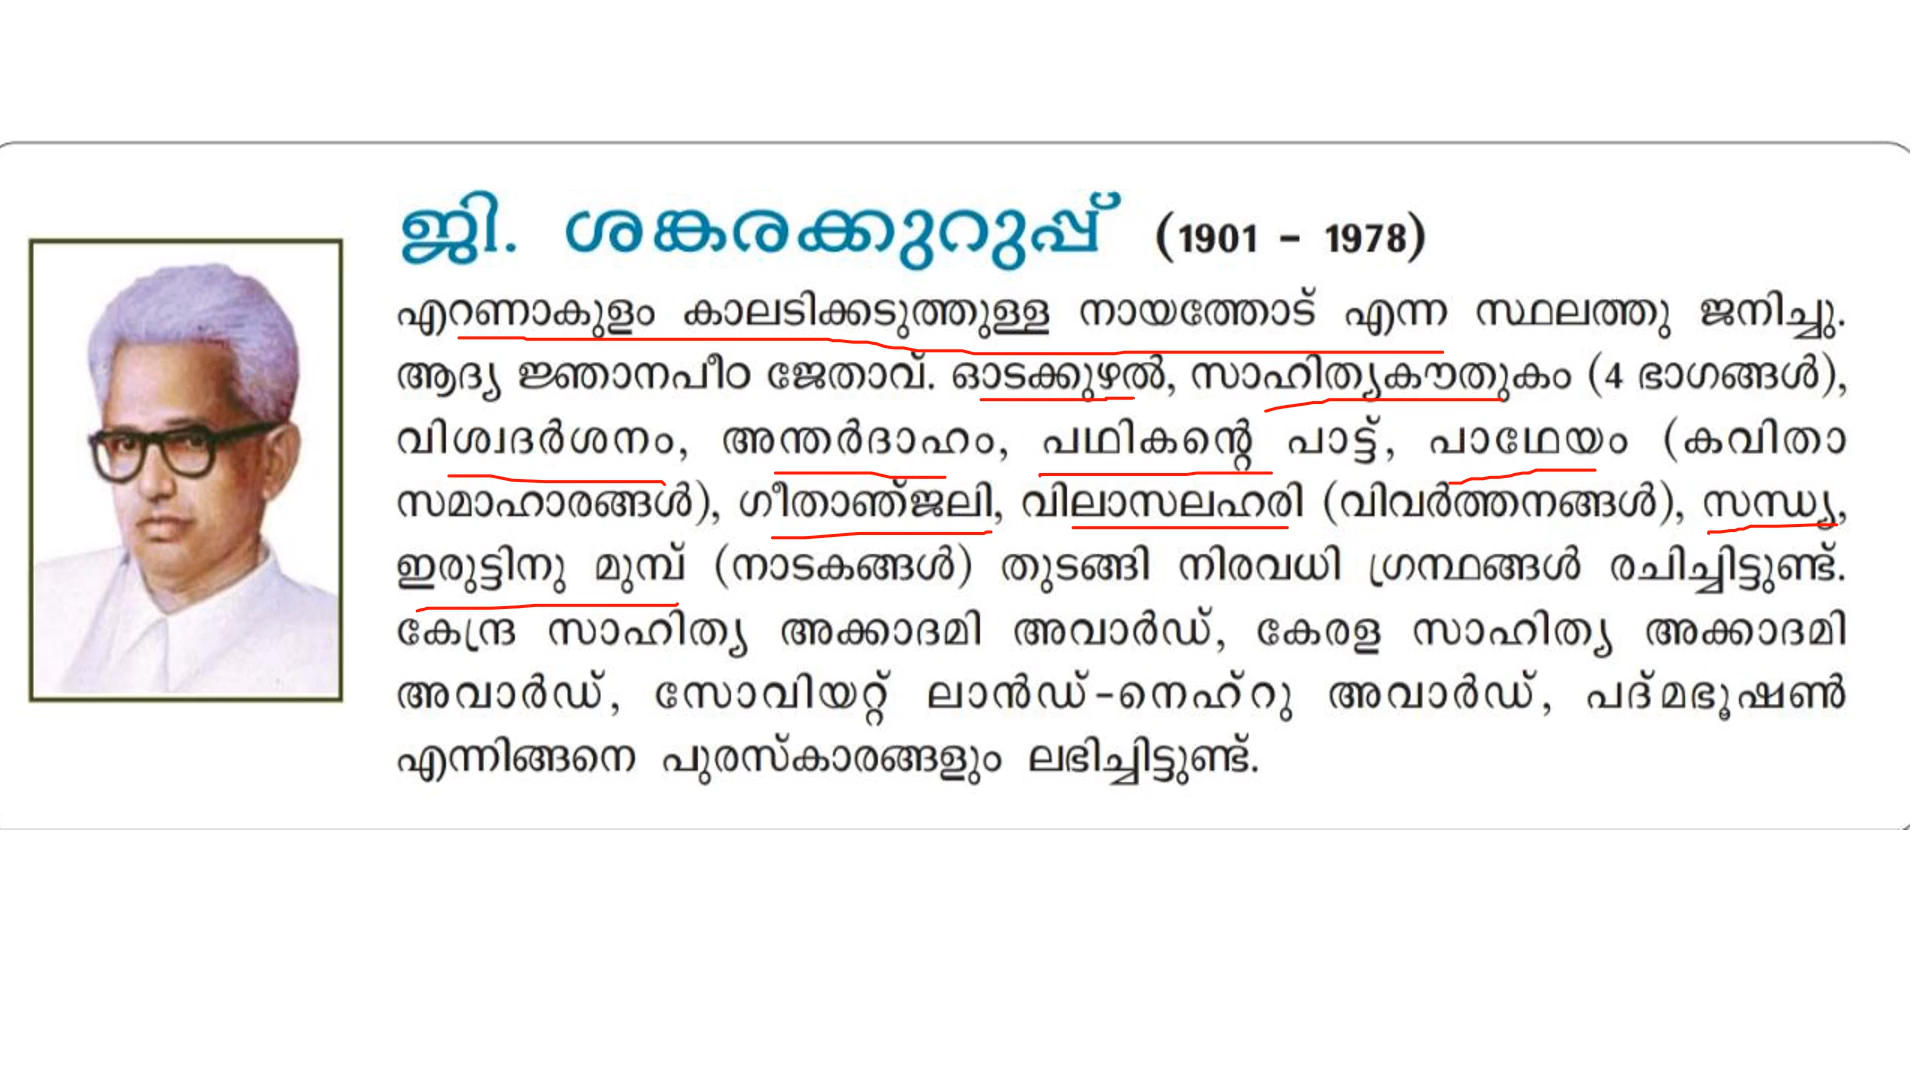 ജി. ശങ്കരക്കുറുപ്പ് (1901 - 1978)
എറണാകുളം കാലടിക്കടുത്തുള്ള നായത്തോട് എന്ന സ്ഥലത്തു ജനിച്ചു.
ആദ്യ ജ്ഞാനപീഠ ജേതാവ്. ഓടക്കുഴൽ, സാഹിത്യകൗതുകം (4 ഭാഗങ്ങൾ),
വിശ്വദർശനം, അന്തർദാഹം, പഥികന്റെ പാട്ട്, പാഥേയം (കവിതാ
സമാഹാരങ്ങൾ), ഗീതാഞ്ജലി, വിലാസലഹരി (വിവർത്തനങ്ങൾ), സന്ധ്യ,
ഇരുട്ടിനു മുമ്പ് (നാടകങ്ങൾ) തുടങ്ങി നിരവധി ഗ്രന്ഥങ്ങൾ രചിച്ചിട്ടുണ്ട്.
കേന്ദ്ര സാഹിത്യ അക്കാദമി അവാർഡ്, കേരള സാഹിത്യ അക്കാദമി
അവാർഡ്, സോവിയറ്റ് ലാൻഡ്-നെഹ്റു അവാർഡ്, പദ്മഭൂഷൺ
എന്നിങ്ങനെ പുരസ്കാരങ്ങളും ലഭിച്ചിട്ടുണ്ട്.